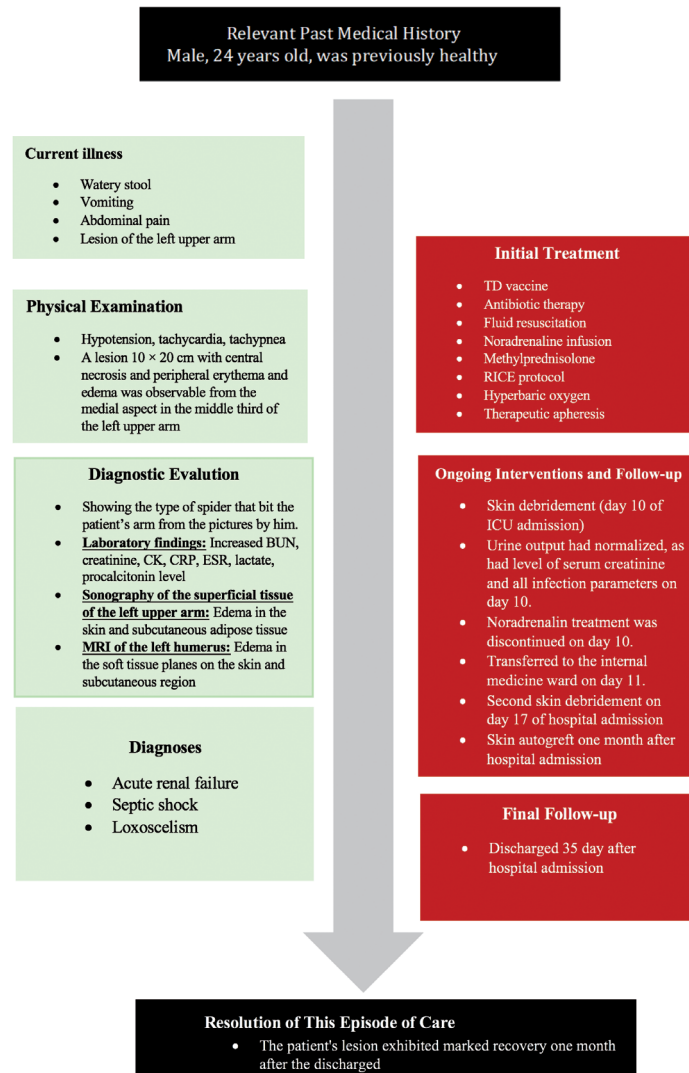 Relevant Past Medical History
Male, 24 years old, was previously healthy
Current illness
• Watery stool
• Vomiting
• Abdominal pain
• Lesion of the left upper arm
Physical Examination
• Hypotension, tachycardia, tachypnea
• A lesion 10 × 20 cm with central
necrosis and peripheral erythema and
edema was observable from the
medial aspect in the middle third of
the left upper arm
Diagnostic Evalution
• Showing the type of spider that bit the
patient's arm from the pictures by him.
• Laboratory findings: Increased BUN,
creatinine, CK, CRP, ESR, lactate,
procalcitonin level
• Sonography of the superficial tissue
of the left upper arm: Edema in the
skin and subcutaneous adipose tissue
• MRI of the left humerus: Edema in
the soft tissue planes on the skin and
subcutaneous region
Diagnoses
• Acute renal failure
• Septic shock
• Loxoscelism
Initial Treatment
• TD vaccine
• Antibiotic therapy
• Fluid resuscitation
• Noradrenaline infusion
• Methylprednisolone
• RICE protocol
• Hyperbaric oxygen
• Therapeutic apheresis
Ongoing Interventions and Follow-up
• Skin debridement (day 10 of
ICU admission)
• Urine output had normalized, as
had level of serum creatinine
and all infection parameters on
day 10.
• Noradrenalin treatment was
discontinued on day 10.
• Transferred to the internal
medicine ward on day 11.
• Second skin debridement on
day 17 of hospital admission
• Skin autogreft one month after
hospital admission
Final Follow-up
• Discharged 35 day after
hospital admission
Resolution of This Episode of Care
• The patient's lesion exhibited marked recovery one month
after the discharged